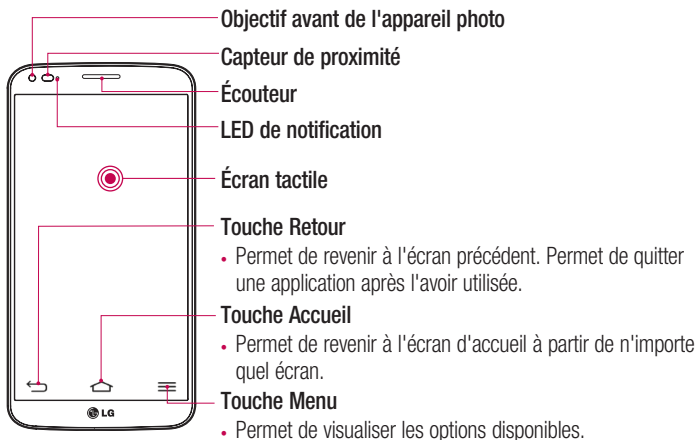 Objectif avant de l'appareil photo
Capteur de proximité
Écouteur
LED de notification
Écran tactile
Touche Retour
• Permet de revenir à l'écran précédent. Permet de quitter
une application après l'avoir utilisée.
Touche Accueil
• Permet de revenir à l'écran d'accueil à partir de n'importe
quel écran.
Touche Menu
• Permet de visualiser les options disponibles.
LG